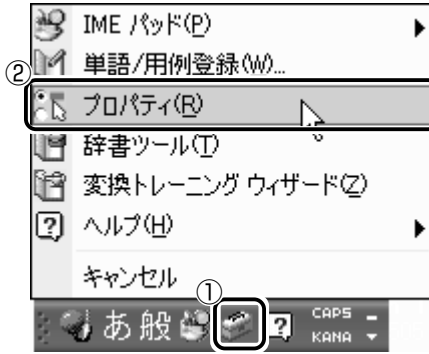 IME パッド(P)
②
単語/用例登録(W)...
プロパティ(R)
辞書ツール(T)
変換トレーニング ウィザード(Z)
ヘルプ(H)
キャンセル
①
あ 般 ? CAPS
KANA